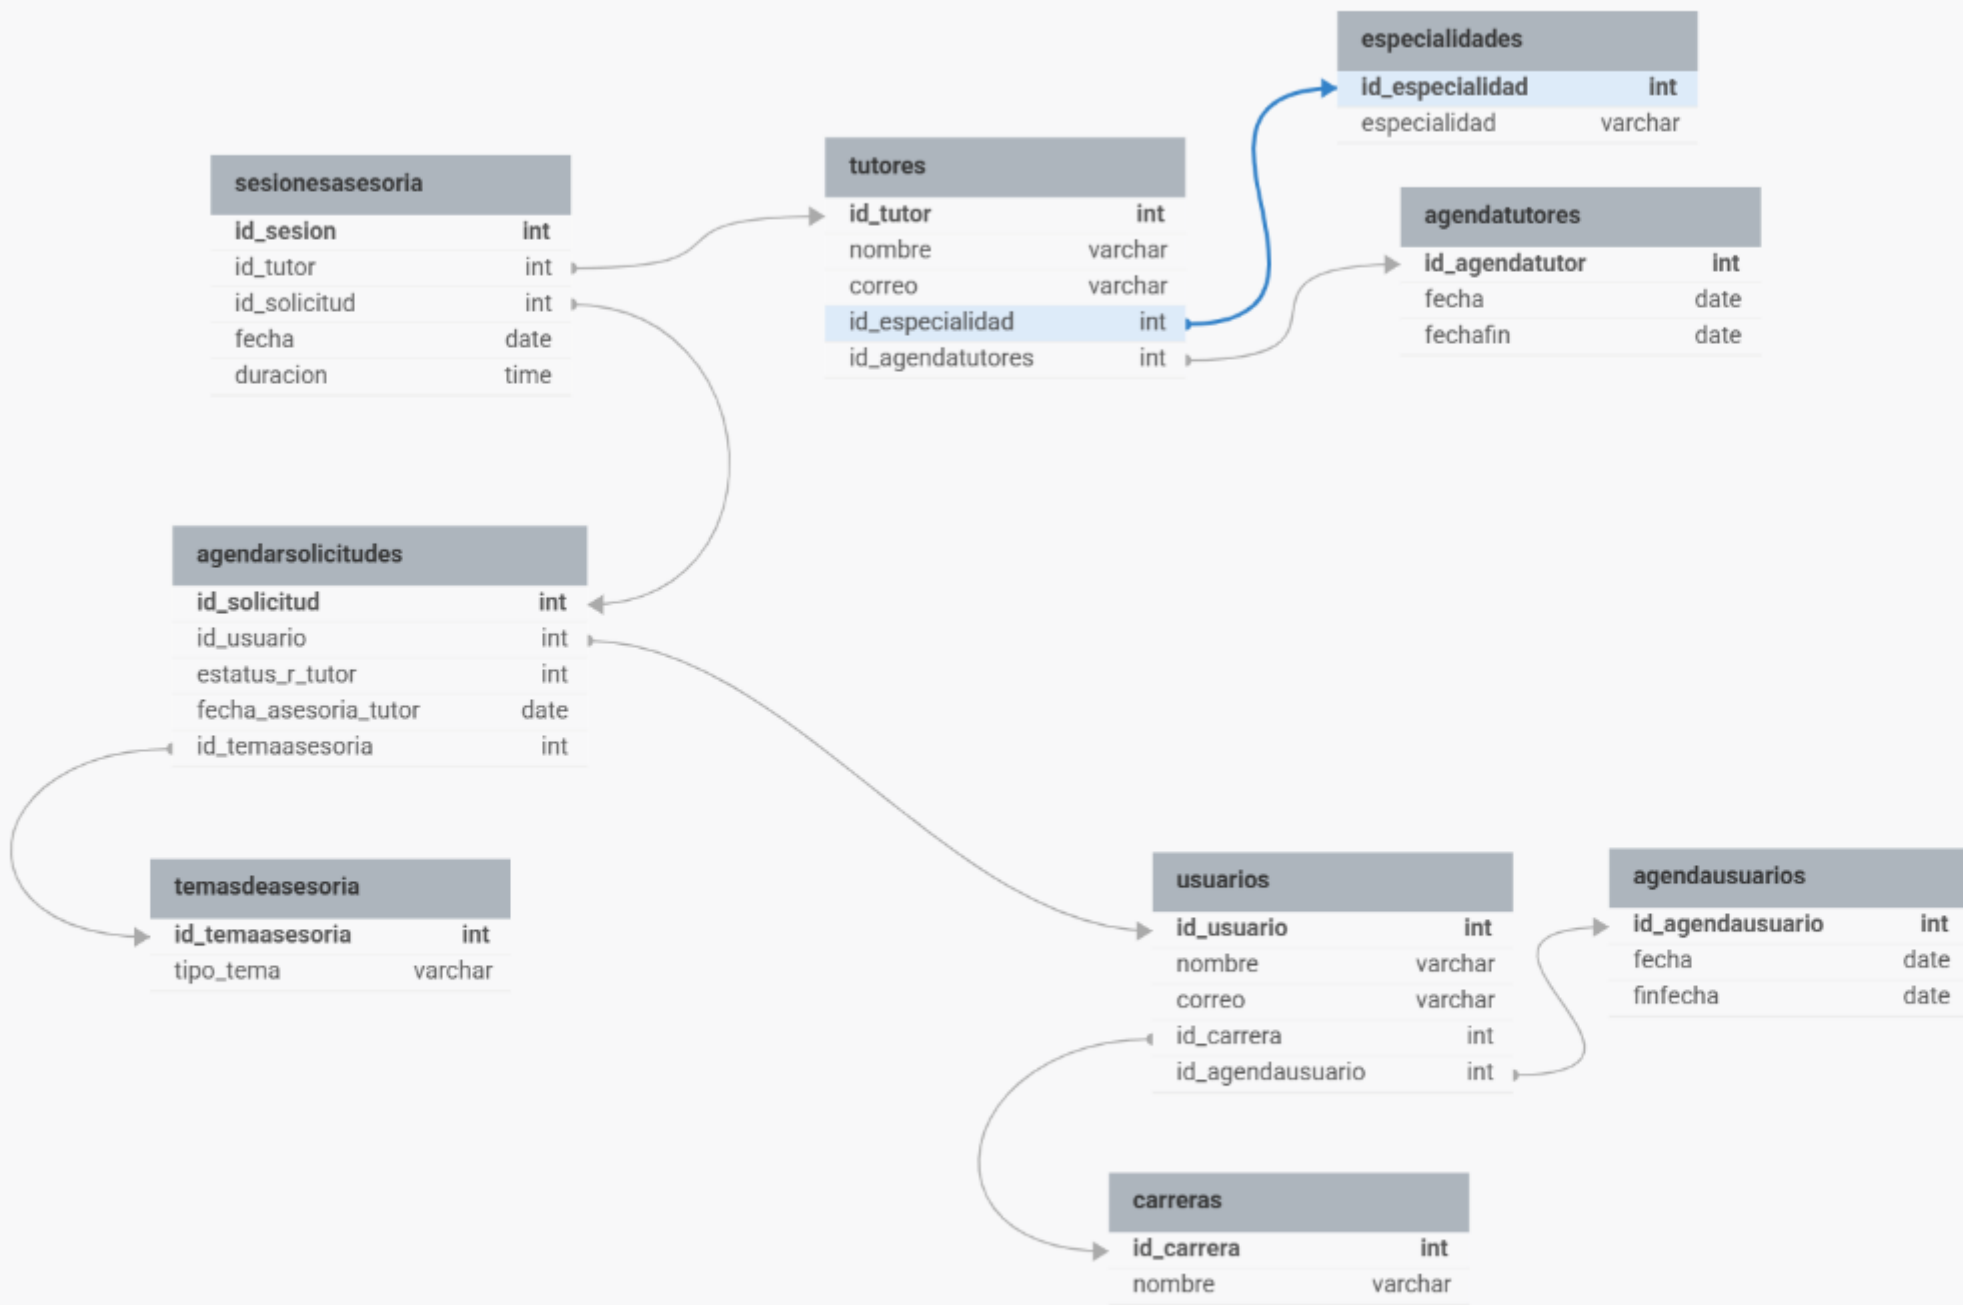 especialidades
id_especialidad int
especialidad varchar
sesionesasesoria
id_sesion int
id_tutor int
id_solicitud int
fecha date
duracion time
tutores
id_tutor int
nombre varchar
correo varchar
id_especialidad int
id_agendatutores int
agendatutores
id_agendatutor int
fecha date
fechafin date
agendarsolicitudes
id_solicitud int
id_usuario int
estatus_r_tutor int
fecha_asesoria_tutor date
id_temaasesoria int
temasdeasesoria
id_temaasesoria int
tipo_tema varchar
usuarios
id_usuario int
nombre varchar
correo varchar
id_carrera int
id_agendausuario int
agendausuarios
id_agendausuario int
fecha date
finfecha date
carreras
id_carrera int
nombre varchar